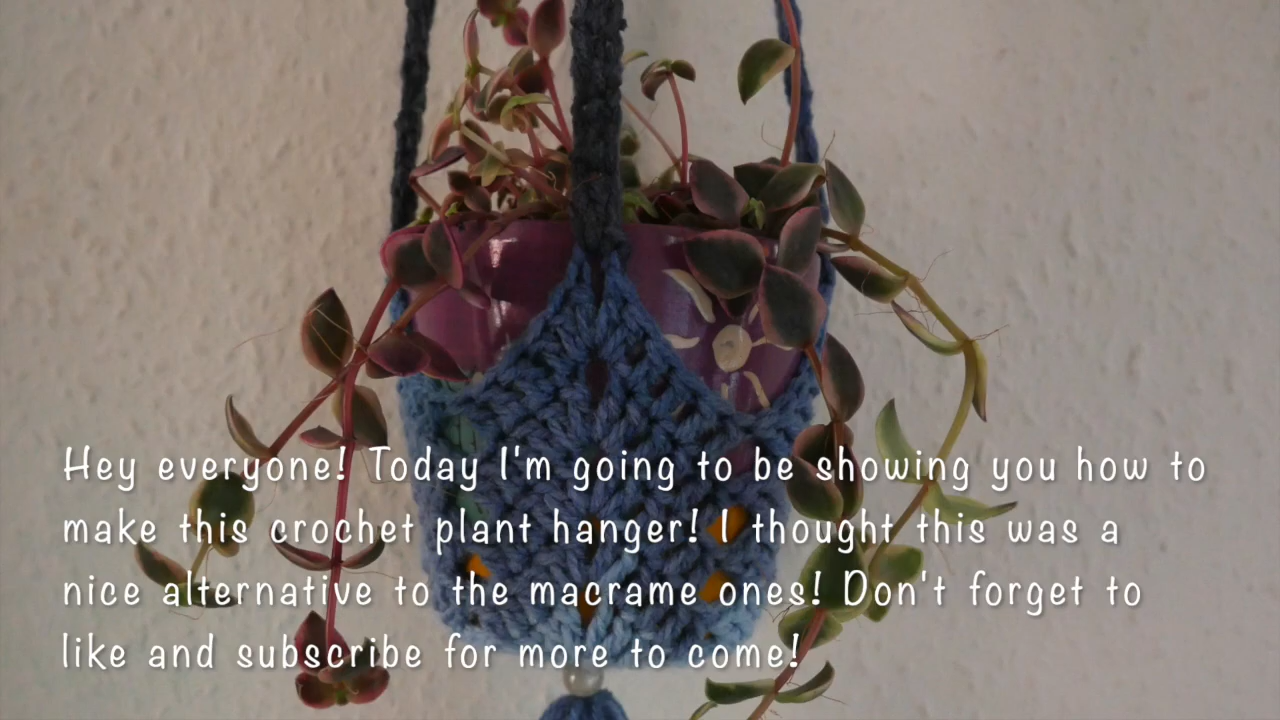 Hey everyone! Today I'm going to be showing you how to
make this crochet plant hanger! I thought this was a
nice alternative to the macrame ones! Don't forget to
like and subscribe for more to come!